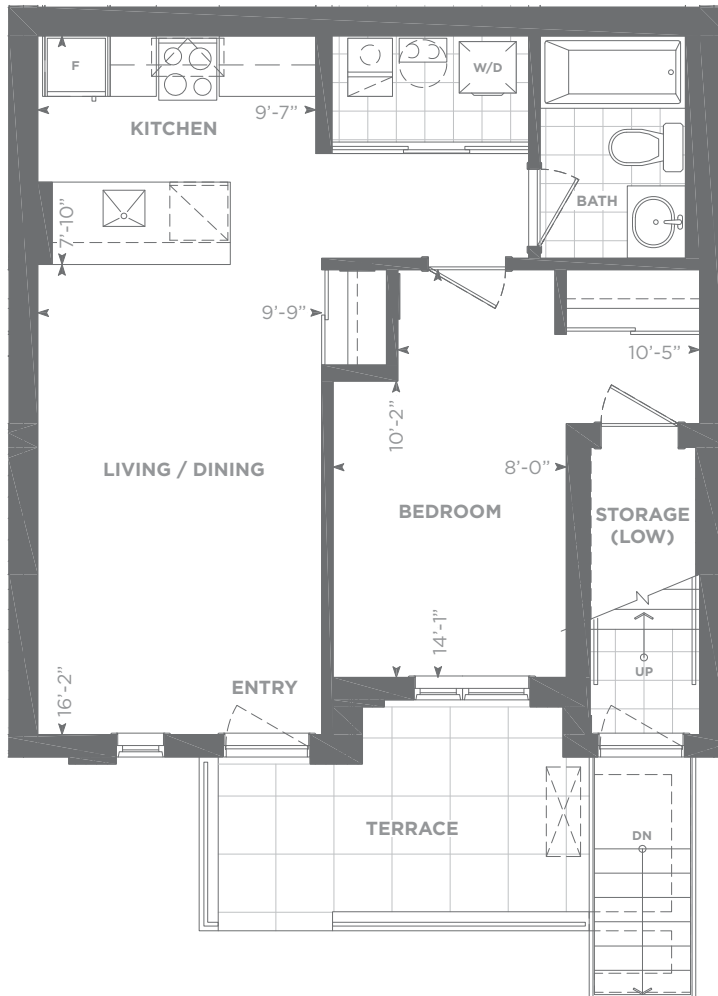 F
W/D
9'-7”
KITCHEN
BATH
7'-10”
9'-9”
10'-5”
10'-2”
LIVING / DINING
8'-0”
BEDROOM
STORAGE
(LOW)
14'-1”
UP
ENTRY
16'-2”
TERRACE
DN